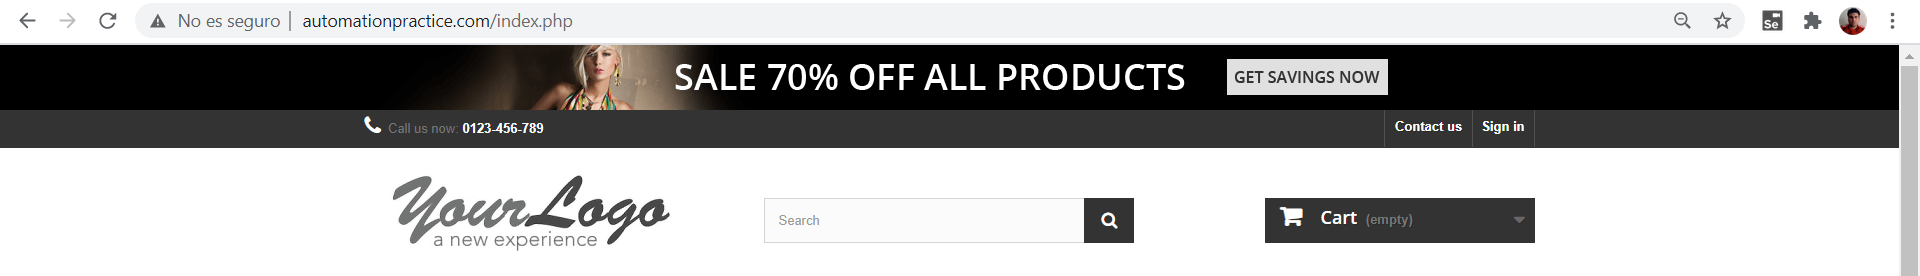 No es seguro | automationpractice.com/index.php
Se
SALE 70% OFF ALL PRODUCTS GET SAVINGS NOW
Call us now: 0123-456-789 Contact us Sign in
YourLogo
a new experience
Search
Cart (empty)